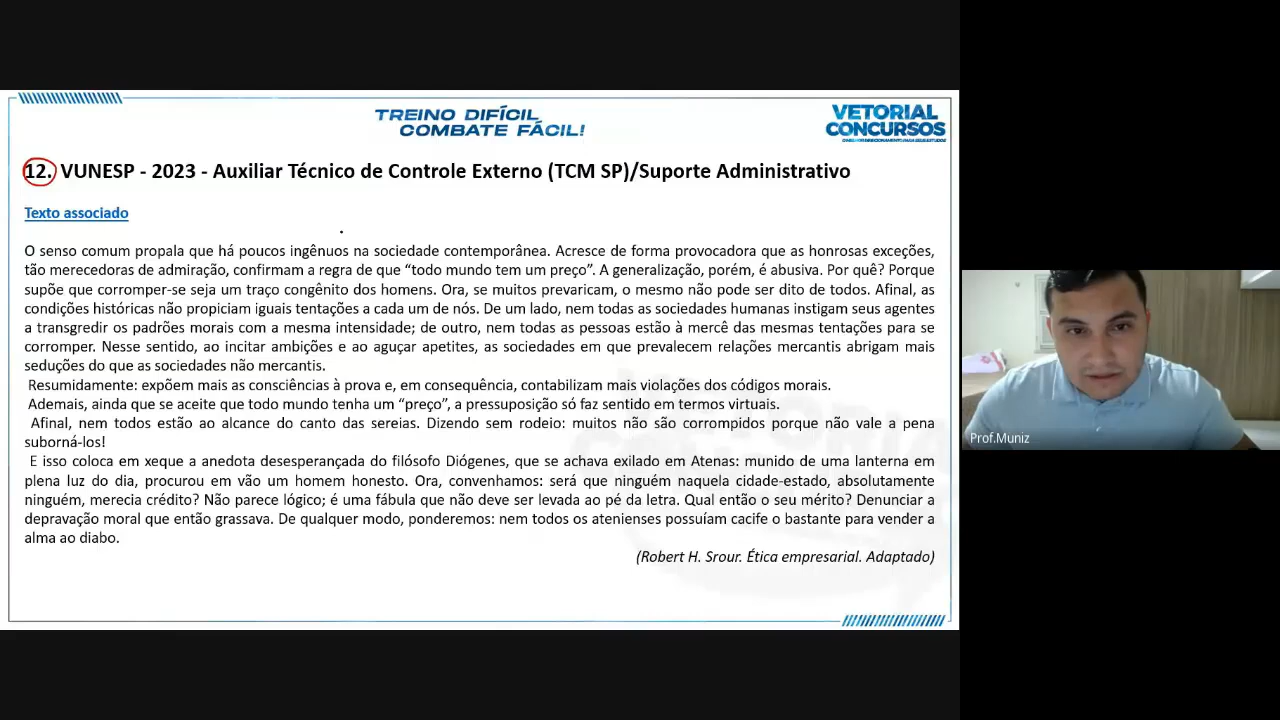 TREINO DIFÍCIL
COMBATE FÁCIL!
VETORIAL
CONCURSOS
12. VUNESP - 2023 - Auxiliar Técnico de Controle Externo (TCM SP)/Suporte Administrativo
Texto associado
O senso comum propala que há poucos ingênuos na sociedade contemporânea. Acresce de forma provocadora que as honrosas exceções,
tão merecedoras de admiração, confirmam a regra de que “todo mundo tem um preço”. A generalização, porém, é abusiva. Por quê? Porque
supõe que corromper-se seja um traço congênito dos homens. Ora, se muitos prevaricam, o mesmo não pode ser dito de todos. Afinal, as
condições históricas não propiciam iguais tentações a cada um de nós. De um lado, nem todas as sociedades humanas instigam seus agentes
a transgredir os padrões morais com a mesma intensidade; de outro, nem todas as pessoas estão à mercê das mesmas tentações para se
corromper. Nesse sentido, ao incitar ambições e ao aguçar apetites, as sociedades em que prevalecem relações mercantis abrigam mais
seduções do que as sociedades não mercantis.
Resumidamente: expõem mais as consciências à prova e, em consequência, contabilizam mais violações dos códigos morais.
Ademais, ainda que se aceite que todo mundo tenha um “preço”, a pressuposição só faz sentido em termos virtuais.
Afinal, nem todos estão ao alcance do canto das sereias. Dizendo sem rodeio: muitos não são corrompidos porque não vale a pena
suborná-los!
E isso coloca em xeque a anedota desesperançada do filósofo Diógenes, que se achava exilado em Atenas: munido de uma lanterna em
plena luz do dia, procurou em vão um homem honesto. Ora, convenhamos: será que ninguém naquela cidade-estado, absolutamente
ninguém, merecia crédito? Não parece lógico; é uma fábula que não deve ser levada ao pé da letra. Qual então o seu mérito? Denunciar a
depravação moral que então grassava. De qualquer modo, ponderemos: nem todos os atenienses possuíam cacife o bastante para vender a
alma ao diabo.
(Robert H. Srour. Ética empresarial. Adaptado)
Prof.Muniz